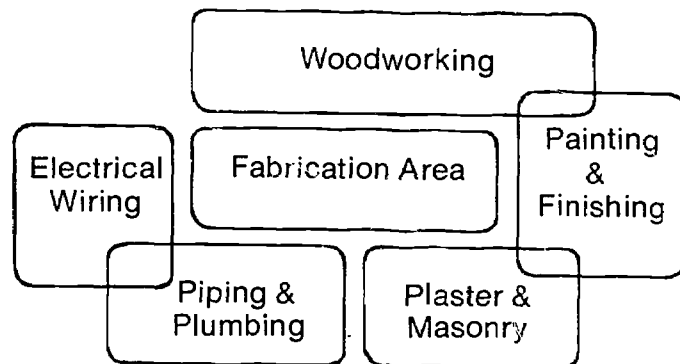 Woodworking
Electrical
Wiring
Fabrication Area
Painting
&
Finishing
Piping &
Plumbing
Plaster &
Masonry